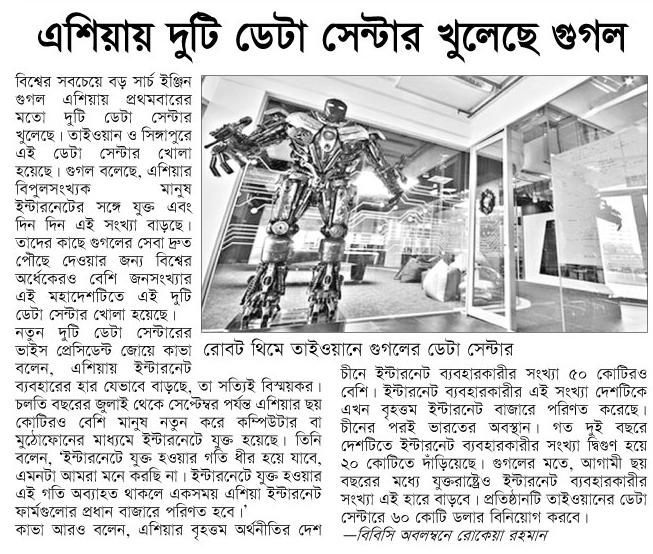 এশিয়ায় দুটি ডেটা সেন্টার খুলেছে গুগল
বিশ্বের সবচেয়ে বড় সার্চ ইঞ্জিন
গুগল এশিয়ায় প্রথমবারের
মতো দুটি ডেটা সেন্টার
খুলেছে। তাইওয়ান ও সিঙ্গাপুরে
এই ডেটা সেন্টার খোলা
হয়েছে। গুগল বলেছে, এশিয়ার
বিপুলসংখ্যক মানুষ
ইন্টারনেটের সঙ্গে যুক্ত এবং
দিন দিন এই সংখ্যা বাড়ছে।
তাদের কাছে গুগলের সেবা দ্রুত
পৌছে দেওয়ার জন্য বিশ্বের
অর্ধেকেরও বেশি জনসংখ্যার
এই মহাদেশটিতে এই দুটি
ডেটা সেন্টার খোলা হয়েছে।
নতুন দুটি ডেটা সেন্টারের
ভাইস প্রেসিডেন্ট জোয়ে কাভা
বলেন, এশিয়ায় ইন্টারনেট
ব্যবহারের হার যেভাবে বাড়ছে, তা সত্যিই বিস্ময়কর।
চলতি বছরের জুলাই থেকে সেপ্টেম্বর পর্যন্ত এশিয়ার ছয়
কোটিরও বেশি মানুষ নতুন করে কম্পিউটার বা
মুঠোফোনের মাধ্যমে ইন্টারনেটে যুক্ত হয়েছে। তিনি
বলেন, ‘ইন্টারনেটে যুক্ত হওয়ার গতি ধীর হয়ে যাবে,
এমনটা আমরা মনে করছি না। ইন্টারনেটে যুক্ত হওয়ার
এই গতি অব্যাহত থাকলে একসময় এশিয়া ইন্টারনেট
ফার্মগুলোর প্রধান বাজারে পরিণত হবে।’
কাভা আরও বলেন, এশিয়ার বৃহত্তম অর্থনীতির দেশ
রোবট থিমে তাইওয়ানে গুগলের ডেটা সেন্টার
চীনে ইন্টারনেট ব্যবহারকারীর সংখ্যা ৫০ কোটিরও
বেশি। ইন্টারনেট ব্যবহারকারীর এই সংখ্যা দেশটিকে
এখন বৃহত্তম ইন্টারনেট বাজারে পরিণত করেছে।
চীনের পরই ভারতের অবস্থান। গত দুই বছরে
দেশটিতে ইন্টারনেট ব্যবহারকারীর সংখ্যা দ্বিগুণ হয়ে
২০ কোটিতে দাঁড়িয়েছে। গুগলের মতে, আগামী ছয়
বছরের মধ্যে যুক্তরাষ্ট্রেও ইন্টারনেট ব্যবহারকারীর
সংখ্যা এই হারে বাড়বে। প্রতিষ্ঠানটি তাইওয়ানের ডেটা
সেন্টারে ৬০ কোটি ডলার বিনিয়োগ করবে।
—বিবিসি অবলম্বনে রোকেয়া রহমান